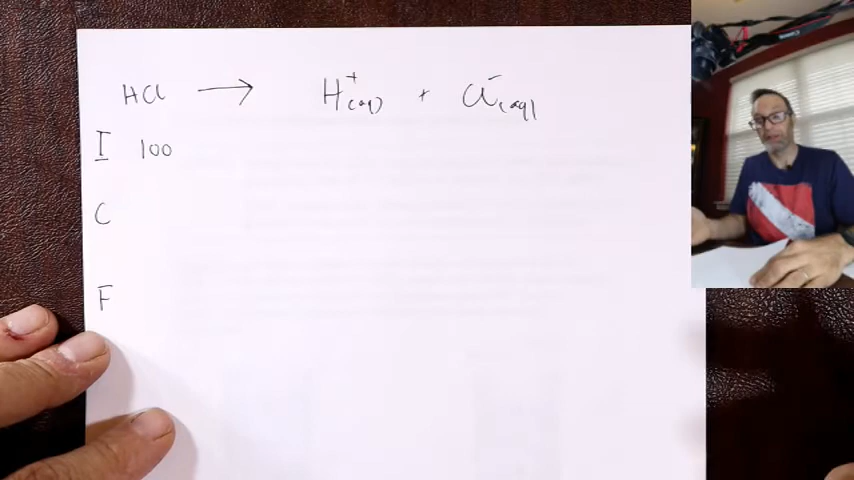 HCl → H⁺(aq) + Cl⁻(aq)
I 100
C
F